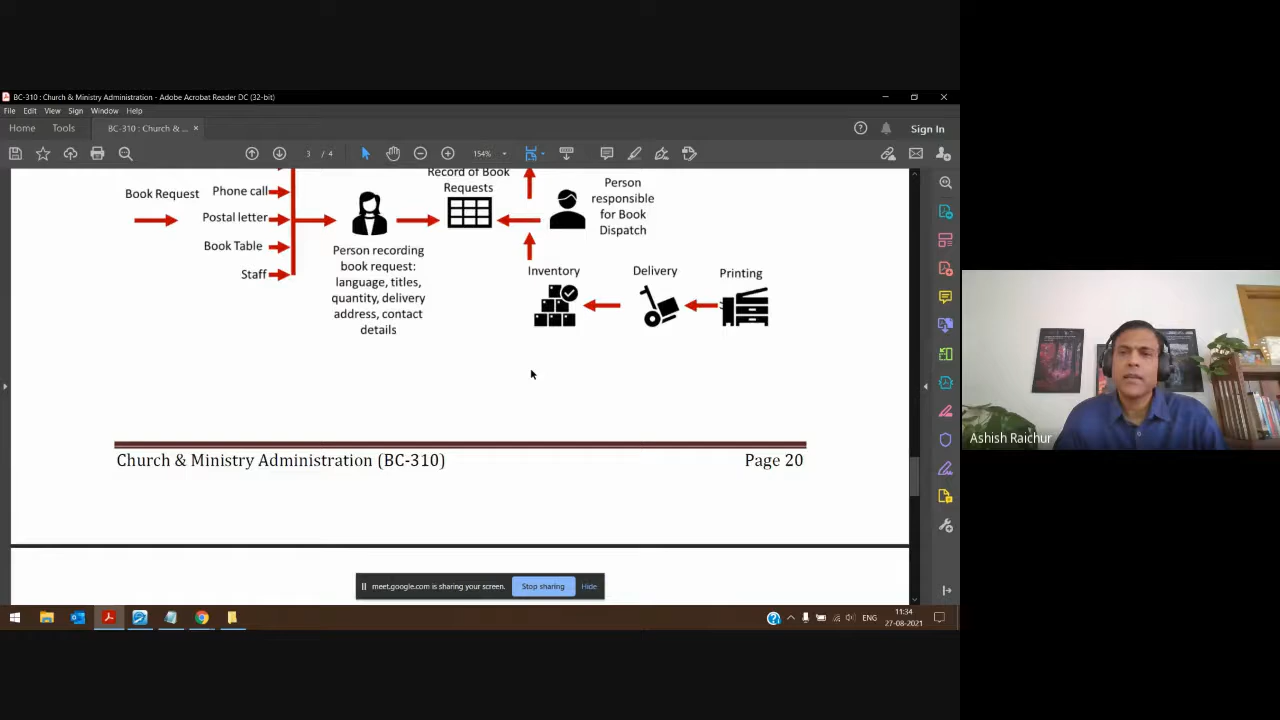 BC-310 : Church & Ministry Administration - Adobe Acrobat Reader DC (32-bit)
File Edit View Sign Window Help
Home Tools BC-310 : Church & ... × Sign In
3 / 4 154%
Record of Book
Requests
Book Request
Phone call
Postal letter
Book Table
Staff
Person recording
book request:
language, titles,
quantity, delivery
address, contact
details
Person
responsible
for Book
Dispatch
Inventory
Delivery
Printing
Church & Ministry Administration (BC-310) Page 20
meet.google.com is sharing your screen. Stop sharing Hide
ENG
11:34
27-08-2021
Ashish Raichur